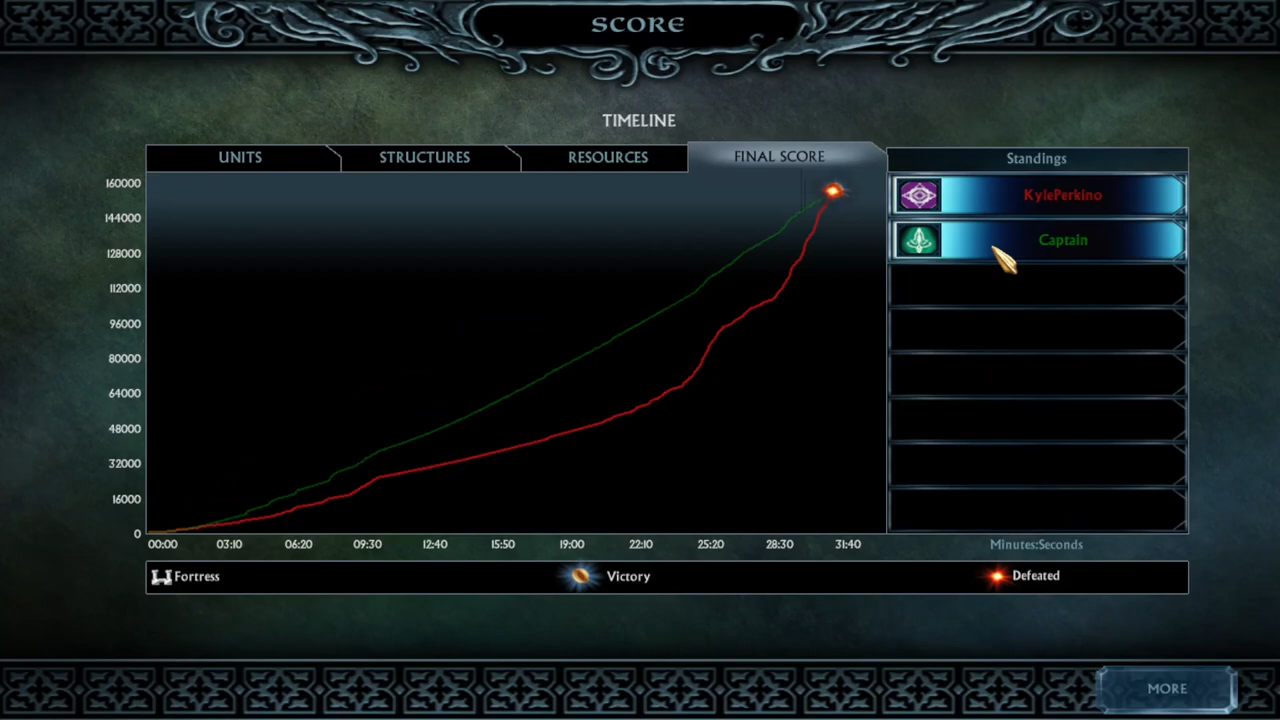 SCORE
TIMELINE
UNITS STRUCTURES RESOURCES FINAL SCORE Standings
160000
144000
128000
112000
96000
80000
64000
48000
32000
16000
0
KylePerkino
Captain
00:00 03:10 06:20 09:30 12:40 15:50 19:00 22:10 25:20 28:30 31:40 Minutes:Seconds
Fortress Victory Defeated
MORE